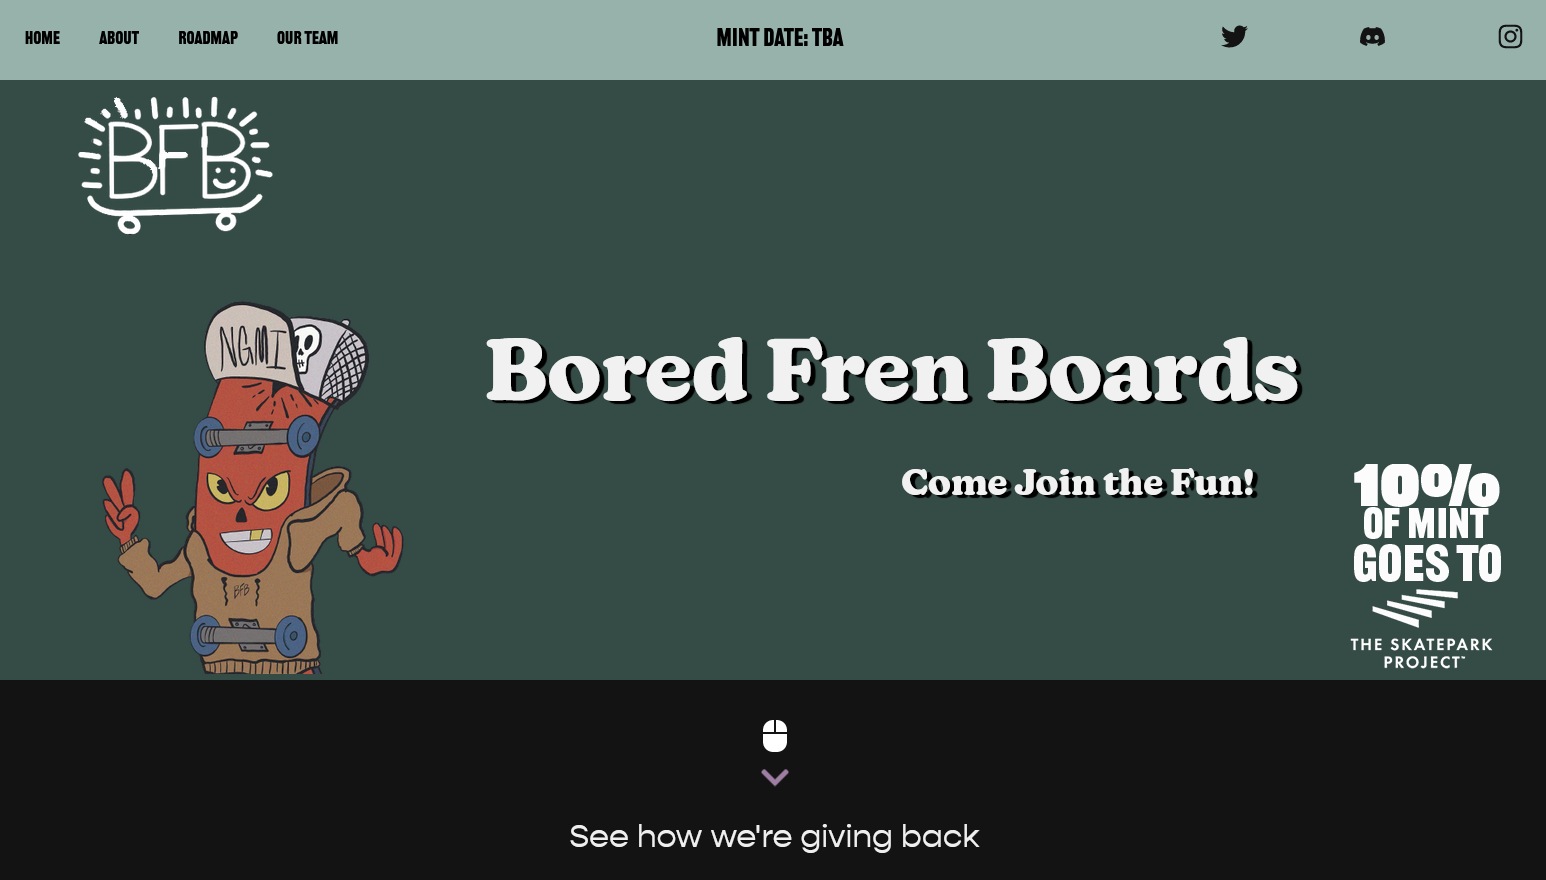 HOME ABOUT ROADMAP OUR TEAM MINT DATE: TBA
BFB
NGMI
Bored Fren Boards
Come Join the Fun!
BFB
10%
OF MINT
GOES TO
THE SKATEPARK
PROJECT™
See how we're giving back